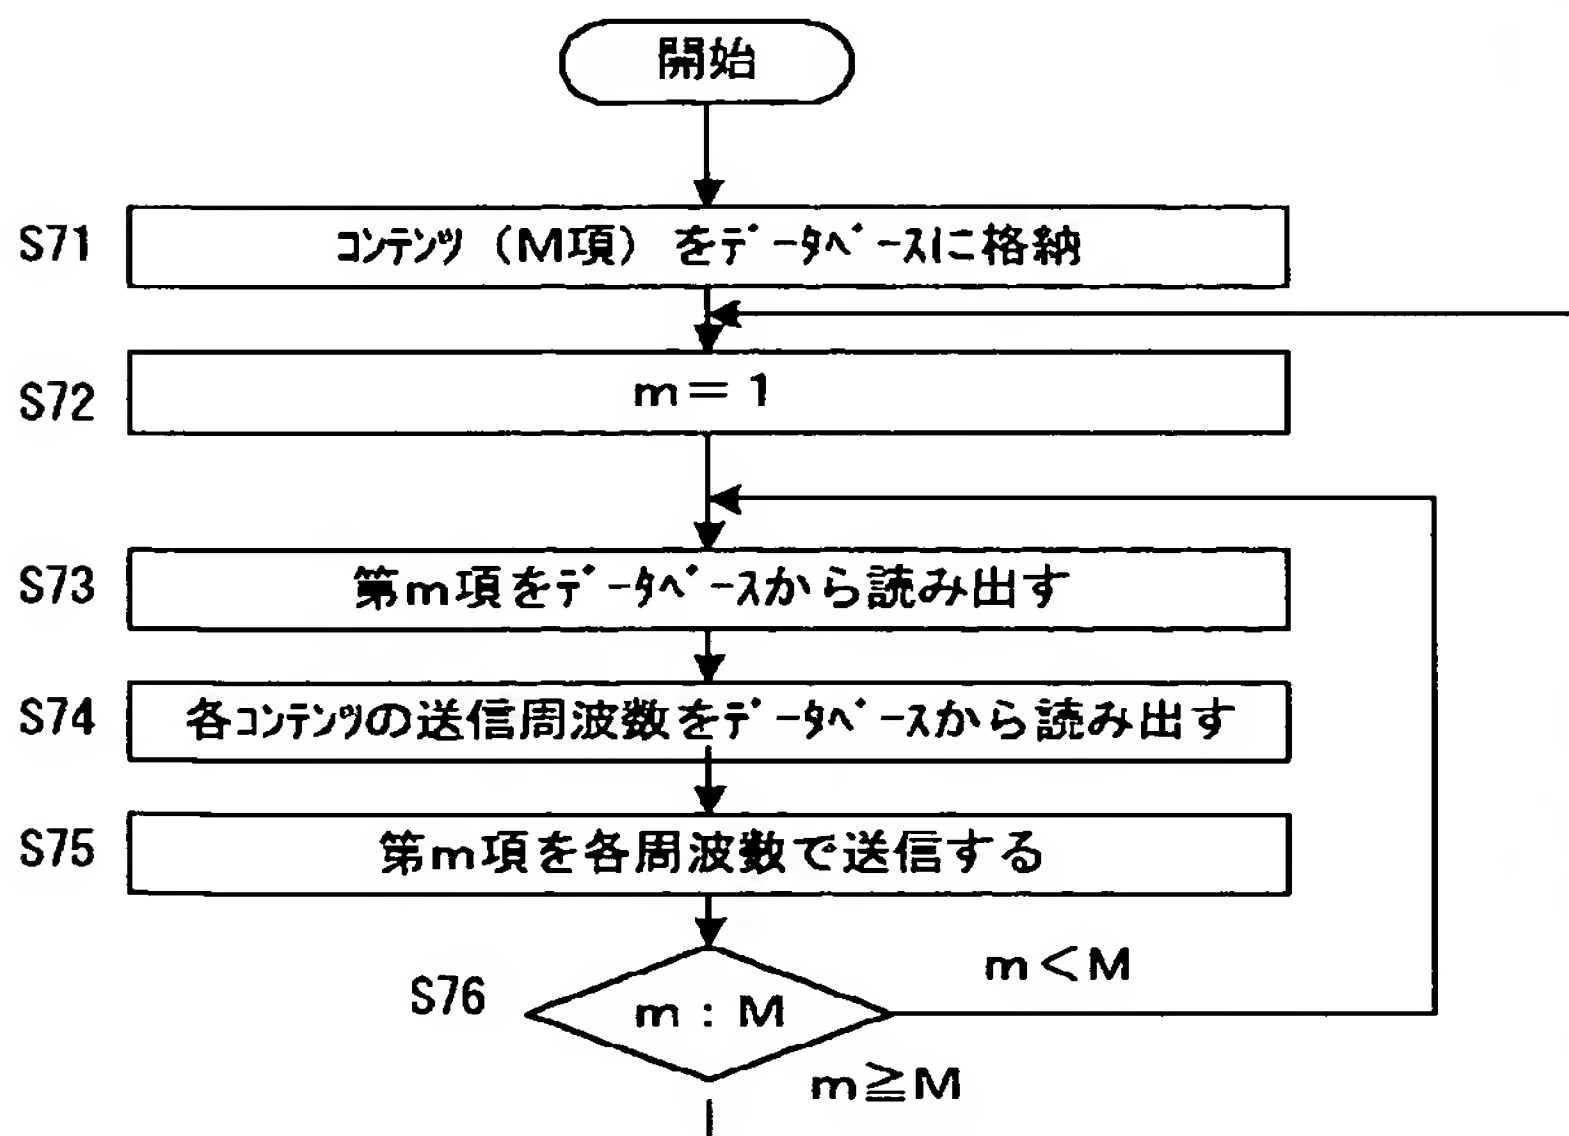 開始
S71
コンテンツ（M項）をデータベースに格納
S72
m＝1
S73
第m項をデータベースから読み出す
S74
各コンテンツの送信周波数をデータベースから読み出す
S75
第m項を各周波数で送信する
S76
m：M
m＜M
m≧M